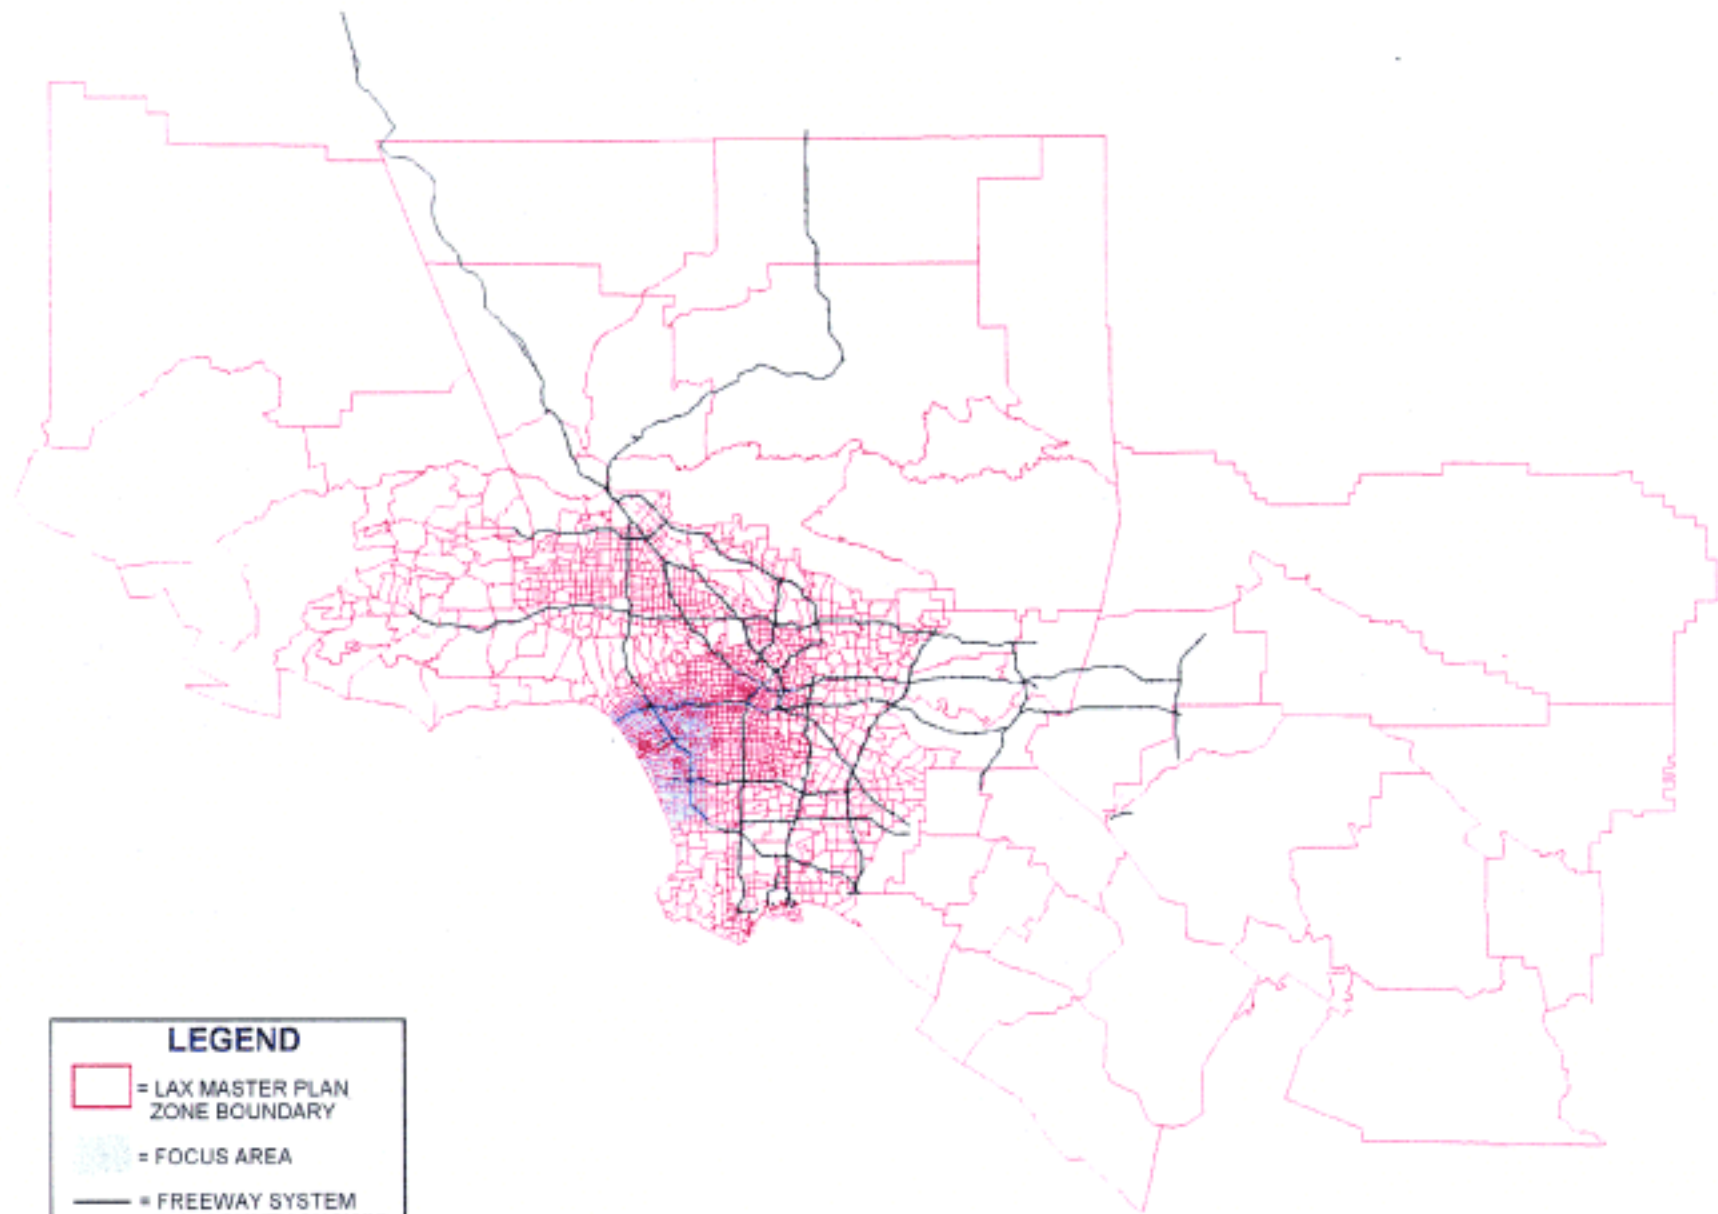 LEGEND
= LAX MASTER PLAN
ZONE BOUNDARY
= FOCUS AREA
= FREEWAY SYSTEM